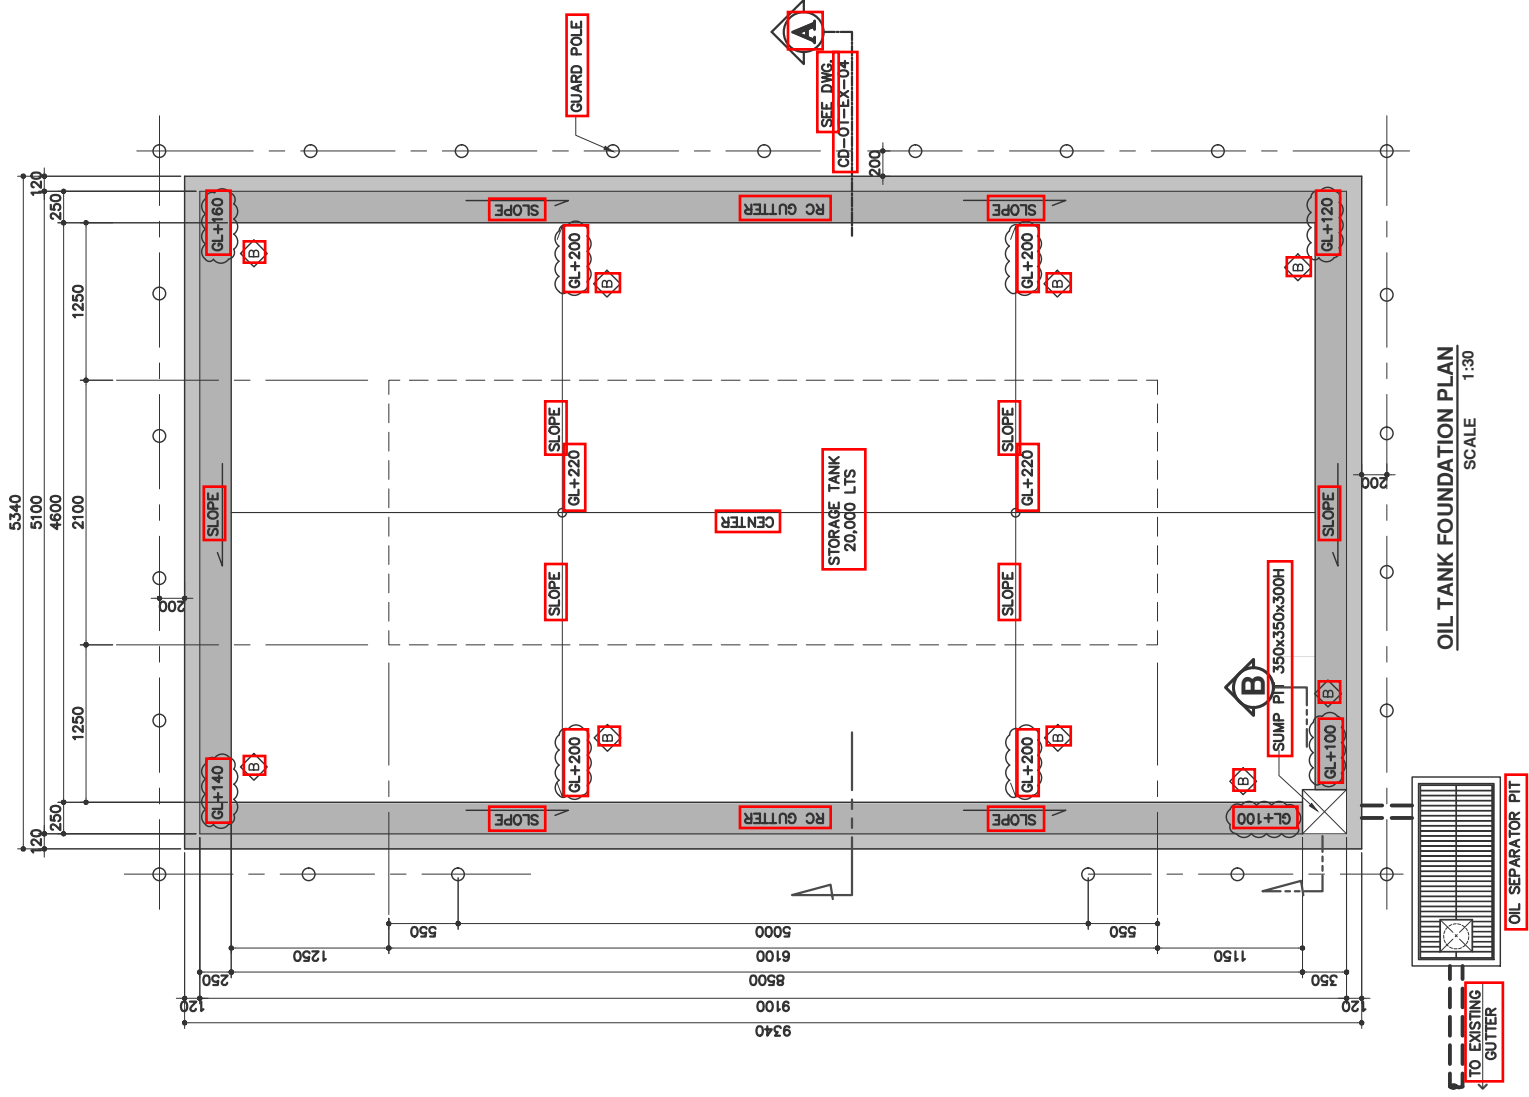 GUARD POLE
A
SEE DWG.
CD-OT-EX-04
200
120
250
GL+160
B
SLOPE
RC GUTTER
SLOPE
GL+120
B
GL+200
B
GL+200
B
1250
5340
5100
4600
2100
SLOPE
SLOPE
SLOPE
GL+220
GL+220
CENTER
STORAGE TANK
20,000 LTS
SLOPE
SLOPE
SLOPE
200
200
1250
GL+200
B
GL+200
B
B
SUMP PIT 350x350x300H
B
GL+100
B
GL+140
B
SLOPE
RC GUTTER
SLOPE
GL+100
250
120
550
5000
550
1250
6100
1150
250
8500
350
120
9100
120
9340
OIL SEPARATOR PIT
TO EXISTING
GUTTER
OIL TANK FOUNDATION PLAN
SCALE 1:30